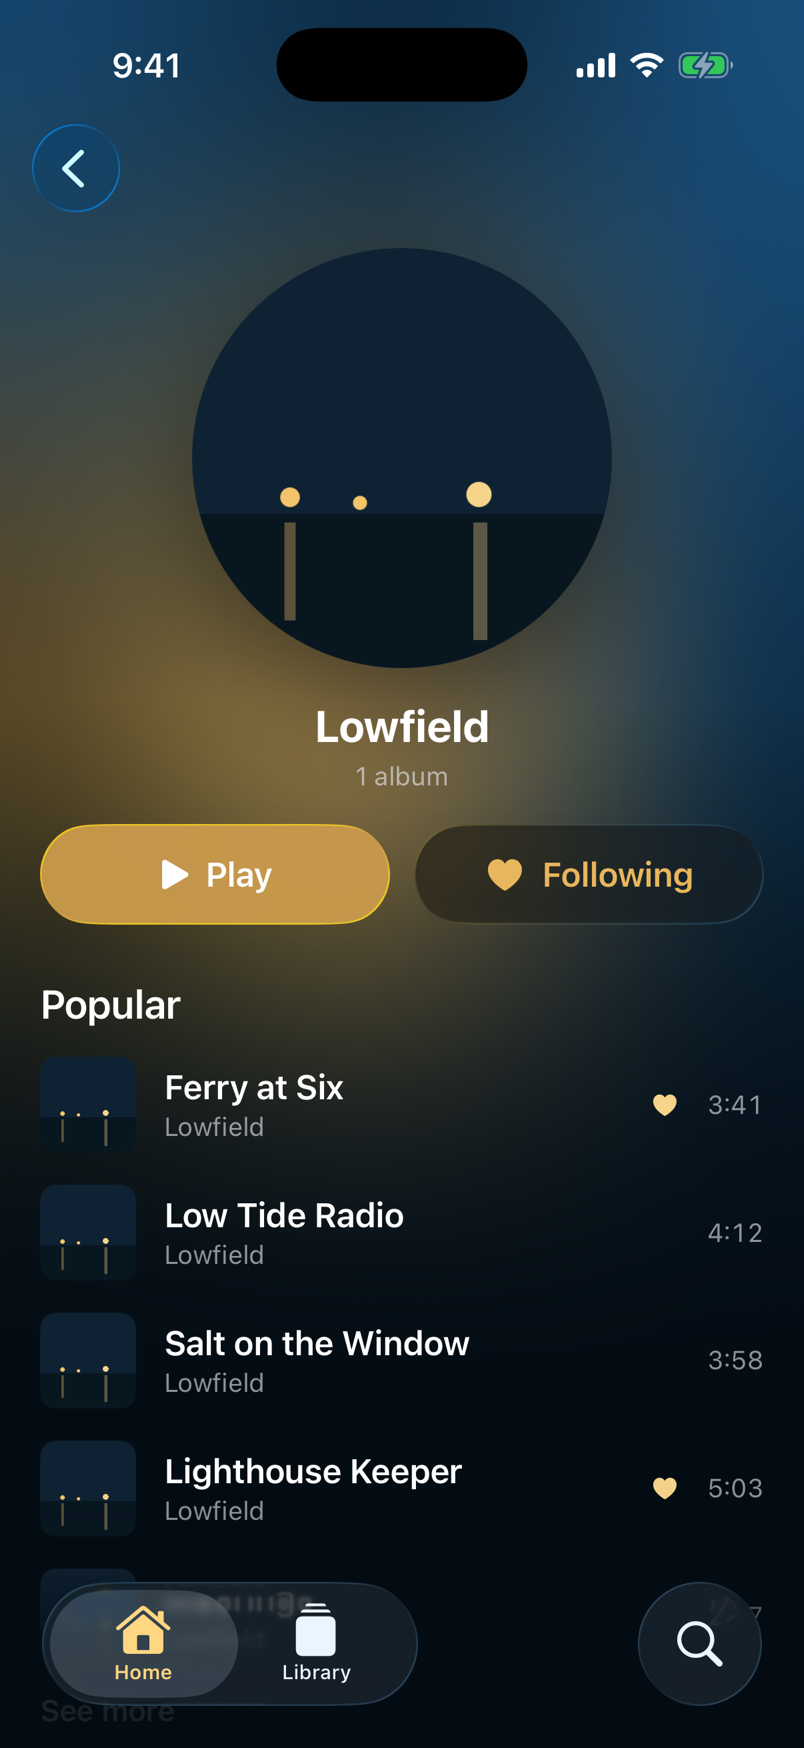 9:41
Lowfield
1 album
Play
Following
Popular
Ferry at Six
Lowfield
3:41
Low Tide Radio
Lowfield
4:12
Salt on the Window
Lowfield
3:58
Lighthouse Keeper
Lowfield
5:03
Home
Library
See more